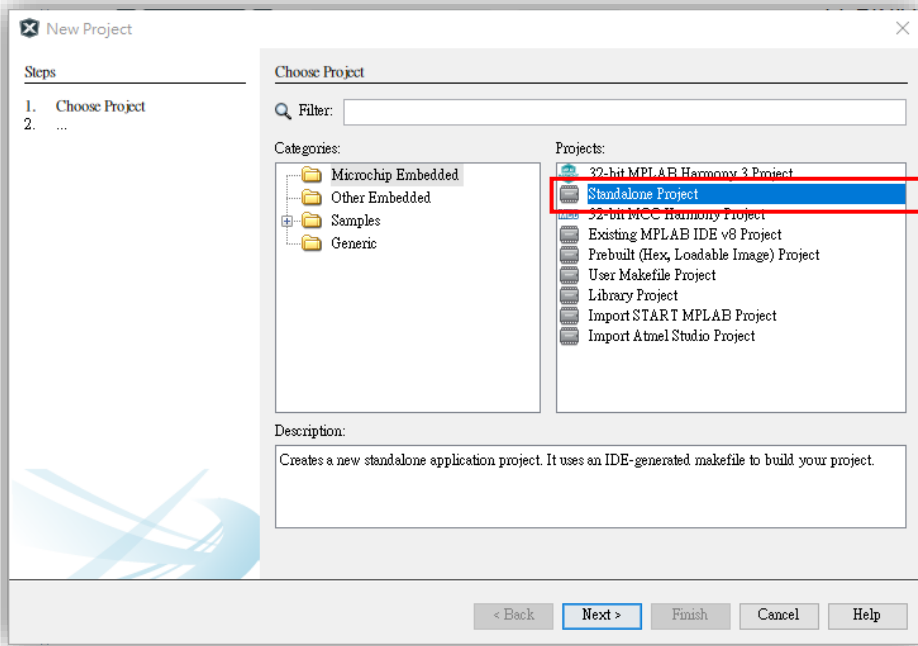 New Project
Steps
1. Choose Project
2. ...
Choose Project
Filter:
Categories:
Microchip Embedded
Other Embedded
Samples
Generic
Projects:
32-bit MPLAB Harmony 3 Project
Standalone Project
32-bit MCC Harmony Project
Existing MPLAB IDE v8 Project
Prebuilt (Hex, Loadable Image) Project
User Makefile Project
Library Project
Import START MPLAB Project
Import Atmel Studio Project
Description:
Creates a new standalone application project. It uses an IDE-generated makefile to build your project.
< Back
Next >
Finish
Cancel
Help